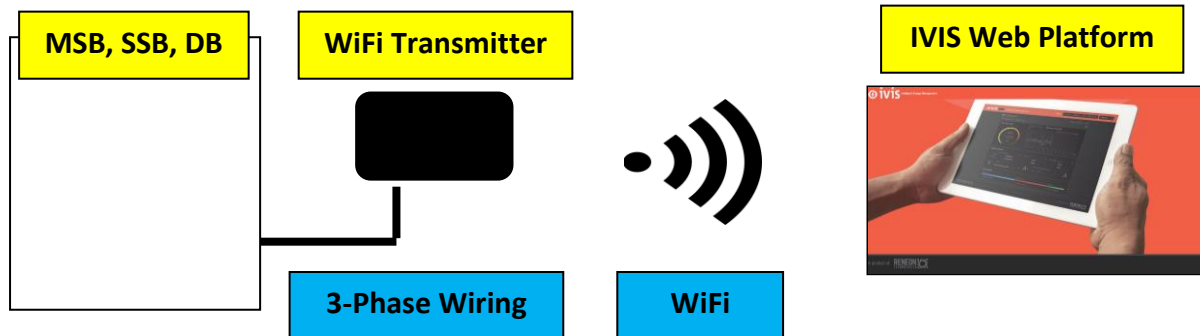 MSB, SSB, DB
WiFi Transmitter
IVIS Web Platform
ivis
3-Phase Wiring
WiFi